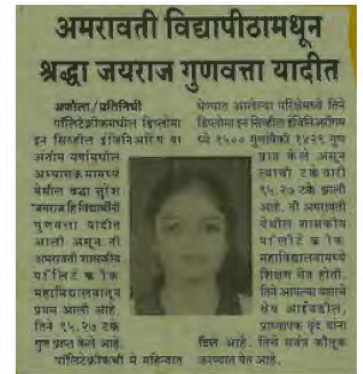 अमरावती विद्यापीठामधून
श्रद्धा जयराज गुणवत्ता यादीत
अकोला/प्रतिनिधी
पॉलिटेक्नीकमधील डिप्लोमा
इन सिव्हील इंजिनिअरिंग या
अंतीम वर्षामधील
अभ्यासक्रमामध्ये
येथील श्रद्धा सुरेश
जयराज हि विद्यार्थीनी
गुणवत्ता यादीत
आली असून ती
अमरावती शासकीय
पॉलिटेक्नीक
महाविद्यालयातून
प्रथम आली आहे.
तिने ९५.२७ टक्के
गुण प्राप्त केले आहे.
पॉलिटेक्नीकची मे महिन्यात
घेण्यात आलेल्या परिक्षेमध्ये तिने
डिप्लोमा इन सिव्हील इंजिनिअरींग
मध्ये १५०० गुणांपैकी १४२९ गुण
प्राप्त केले असून
त्याची टक्केवारी
९५.२७ टक्के झाली
आहे. ती अमरावती
येथील शासकीय
पॉलिटेक्नीक
महाविद्यालयामध्ये
शिक्षण घेत होती.
तिने आपल्या यशाचे
श्रेय आईवडील,
प्राध्यापक वृंद यांना
दिले आहे. तिचे सर्वत्र कौतूक
करण्यात येत आहे.